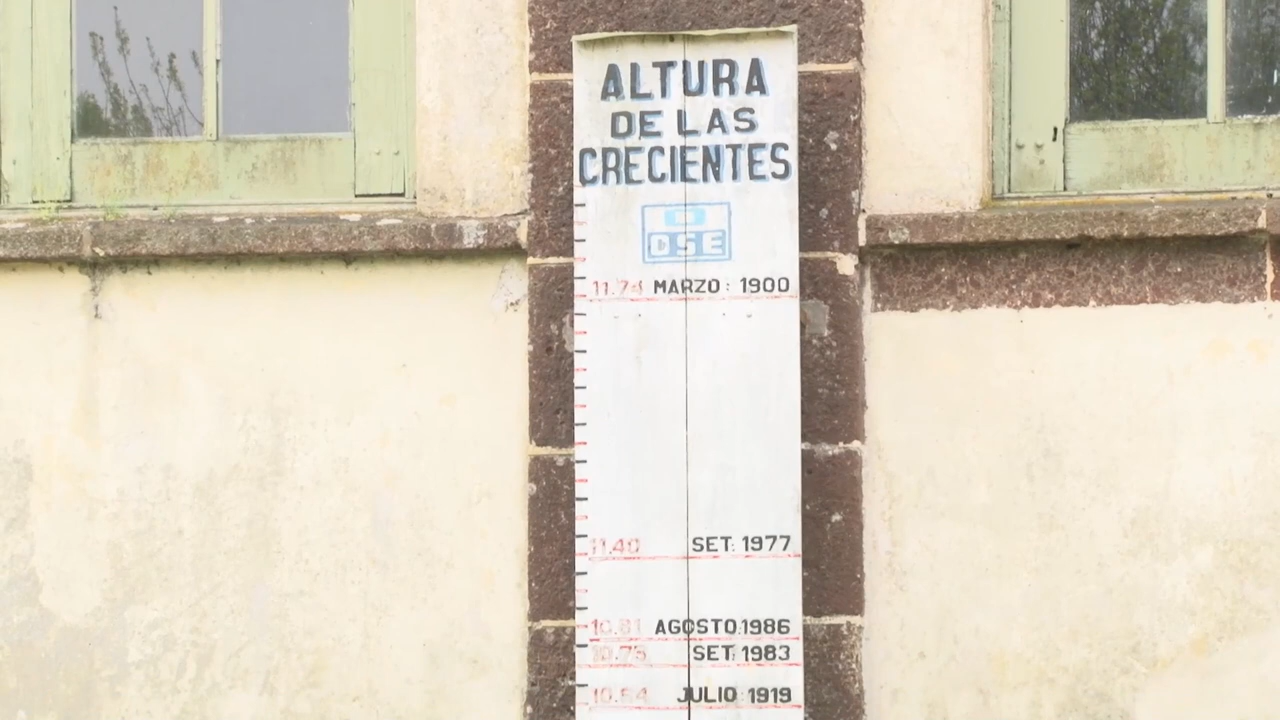 ALTURA
DE LAS
CRECIENTES
OSE
11.74 MARZO: 1900
11.40 SET: 1977
10.81 AGOSTO 1986
10.75 SET: 1983
10.64 JULIO 1919